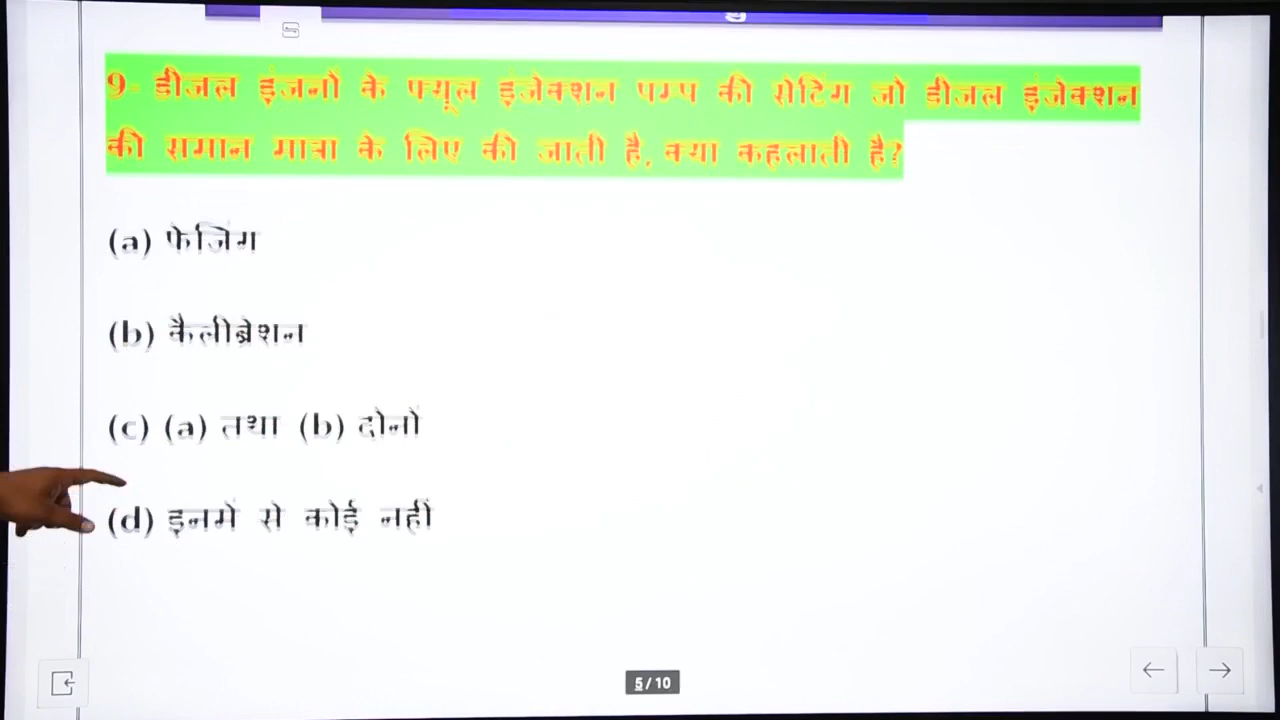 9- डीजल इंजनों के फ्यूल इंजेक्शन पम्प की सेटिंग जो डीजल इंजेक्शन
की समान मात्रा के लिए की जाती है, क्या कहलाती है?
(a) फेजिंग
(b) कैलीब्रेशन
(c) (a) तथा (b) दोनों
(d) इनमें से कोई नहीं
5/10